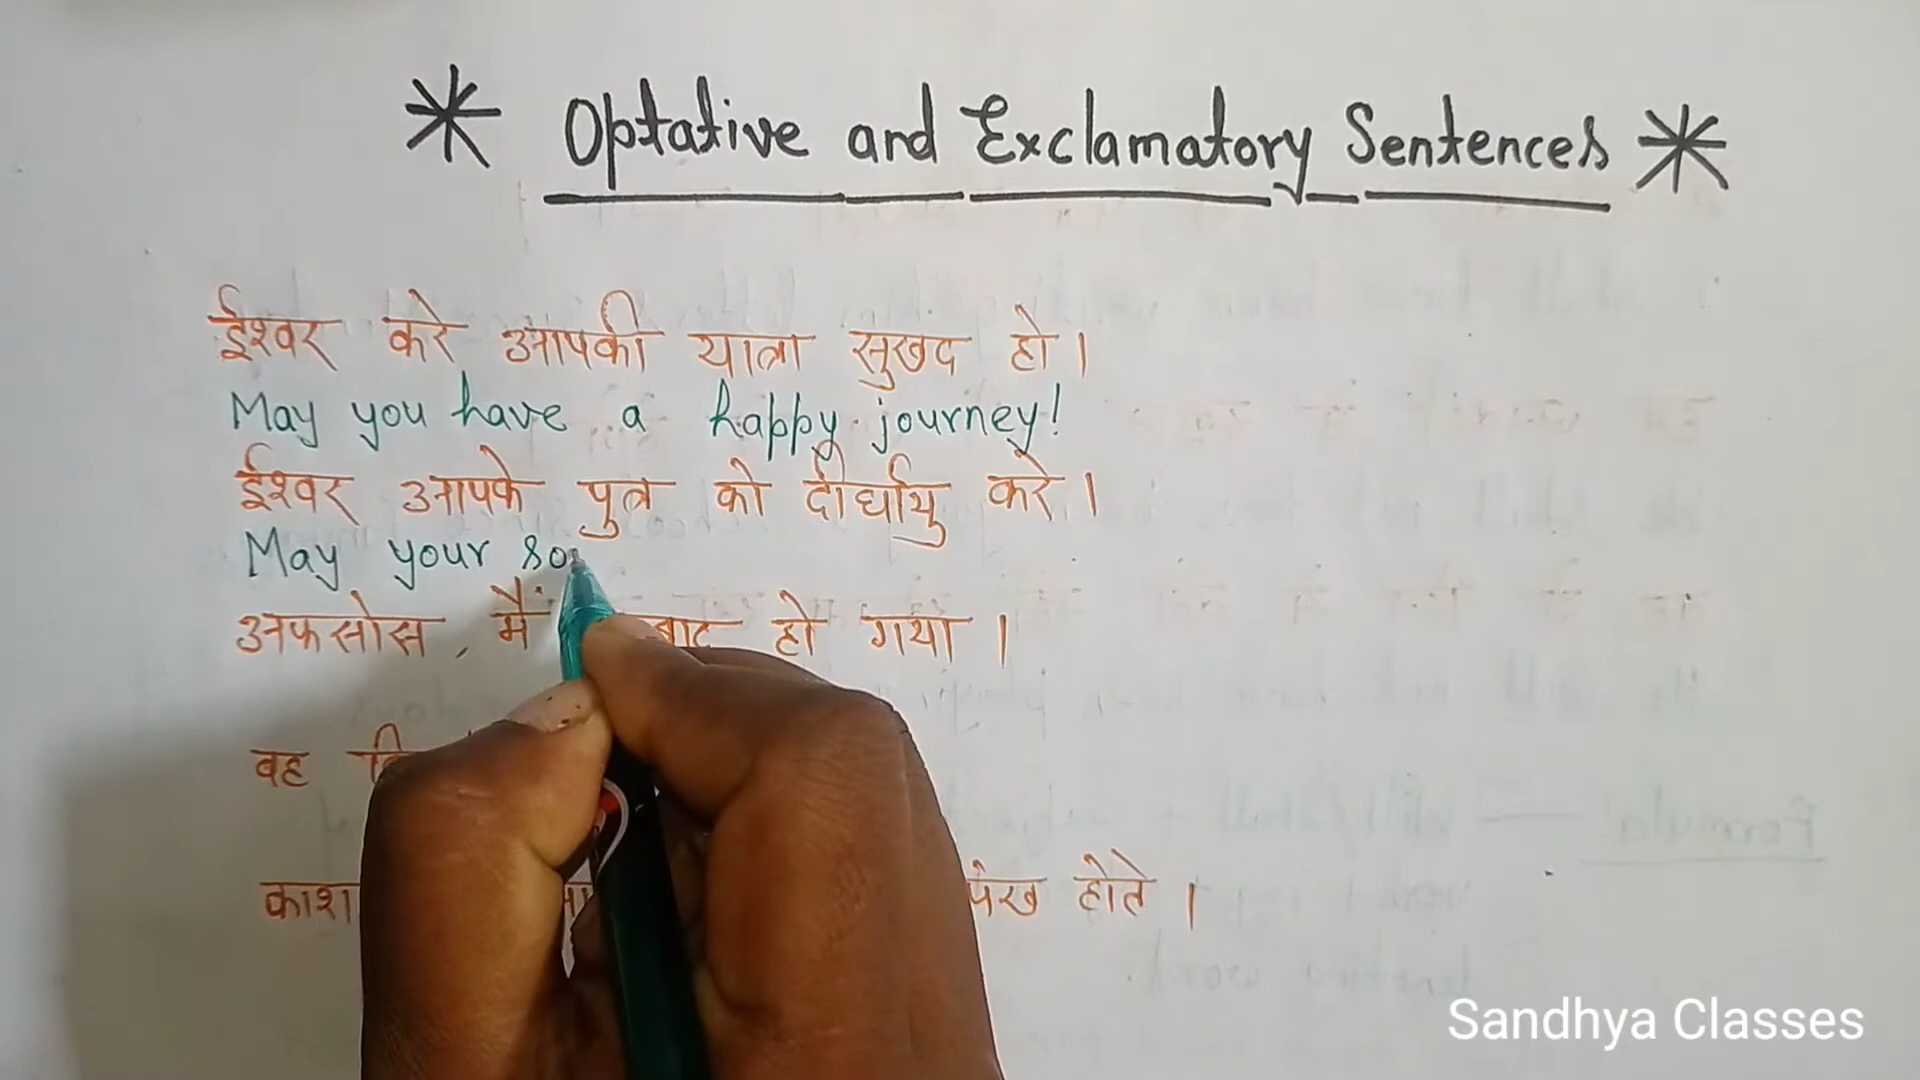 * Optative and Exclamatory Sentences *
ईश्वर करे आपकी यात्रा सुखद हो।
May you have a happy journey!
ईश्वर आपके पुत्र को दीर्घायु करे।
May your so
अफसोस, मैं हो गया।
वह
काश पंख होते।
Sandhya Classes